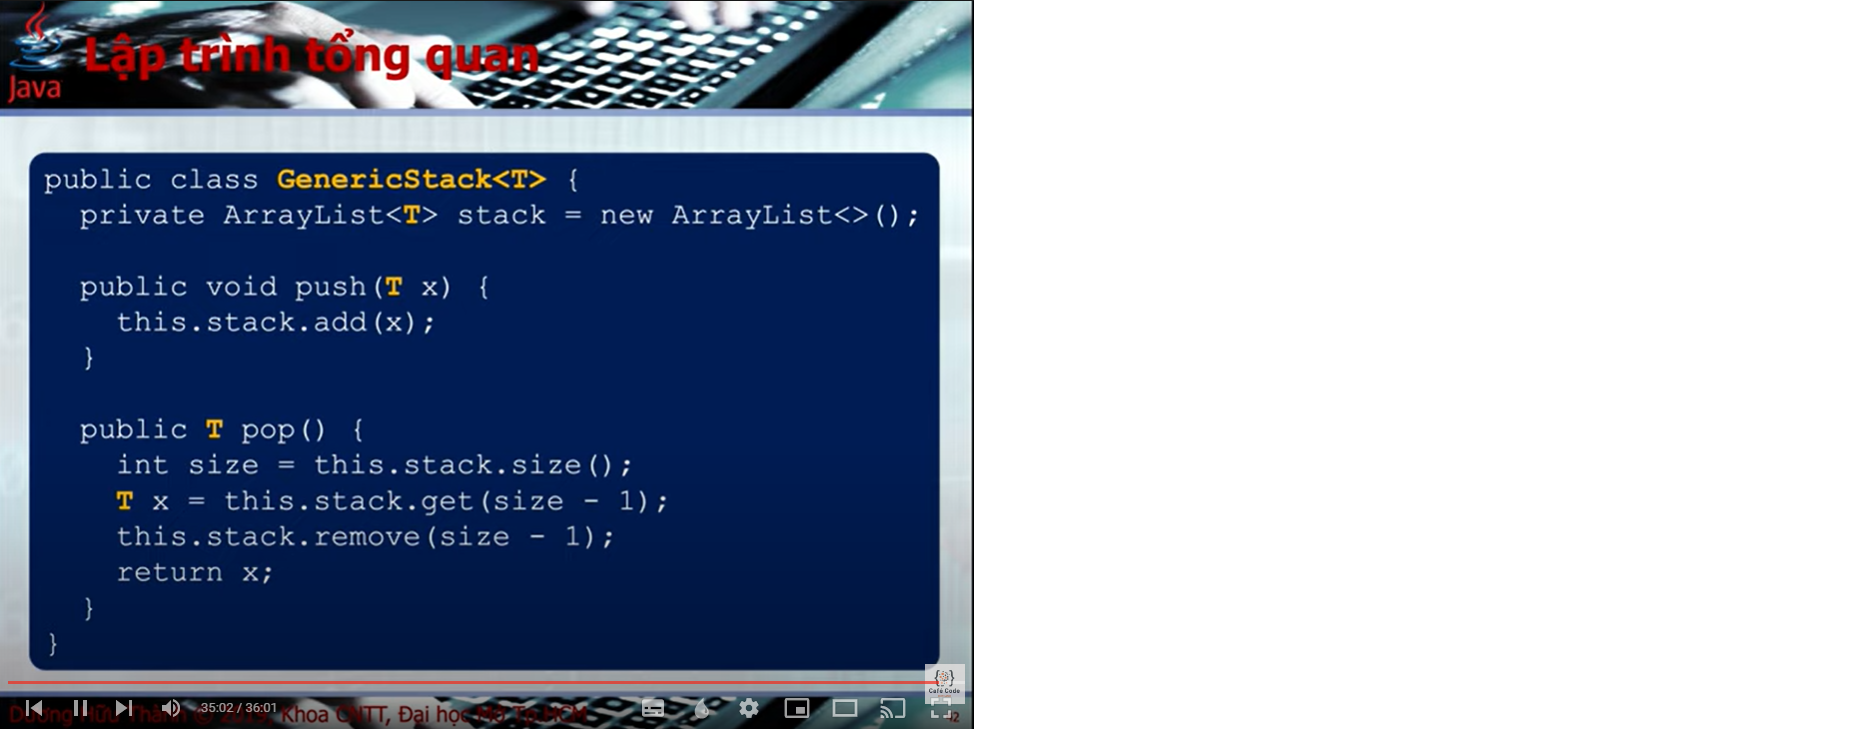 Lập trình tổng quan
Java
public class GenericStack<T> {
private ArrayList<T> stack = new ArrayList<>();
public void push(T x) {
this.stack.add(x);
}
public T pop() {
int size = this.stack.size();
T x = this.stack.get(size - 1);
this.stack.remove(size - 1);
return x;
}
}
{}
Café Code
35:02 / 36:01
Dương Hữu Thành © 2019, Khoa CNTT, Đại học Mở Tp.HCM